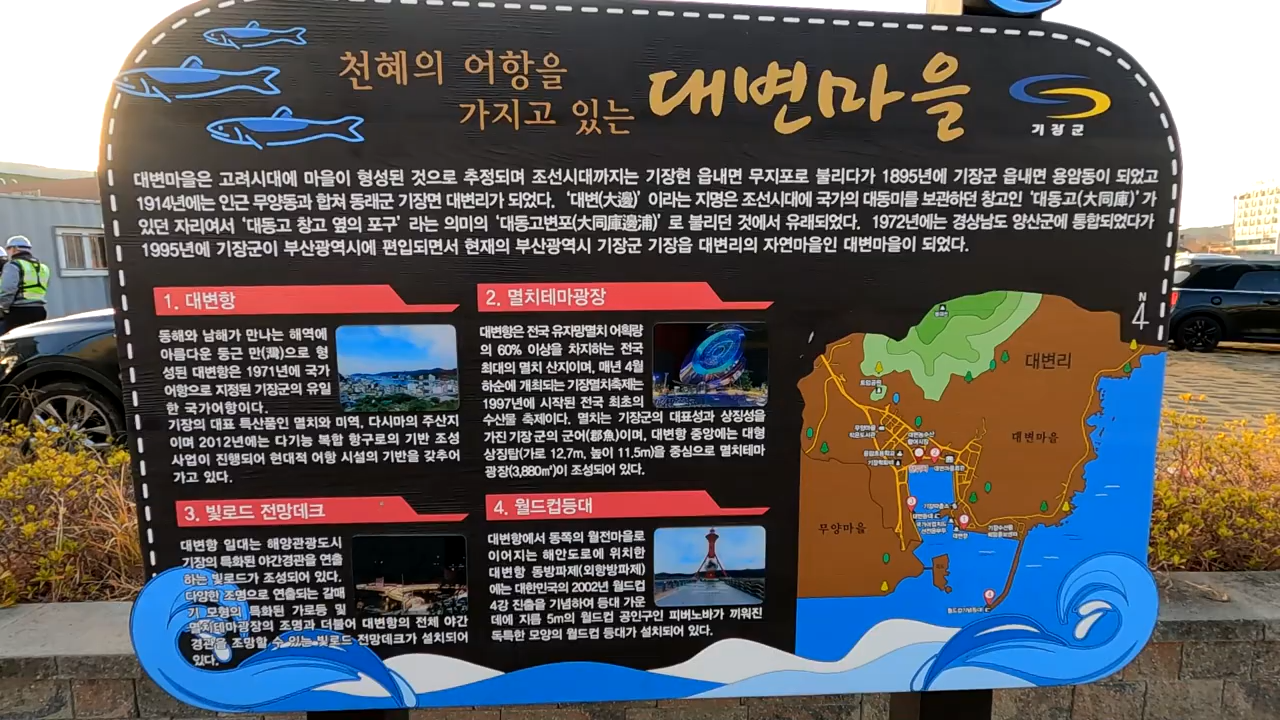 천혜의 어항을
가지고 있는
대변마을
기장군
대변마을은 고려시대에 마을이 형성된 것으로 추정되며 조선시대까지는 기장현 읍내면 무지포로 불리다가 1895년에 기장군 읍내면 용암동이 되었고
1914년에는 인근 무양동과 합쳐 동래군 기장면 대변리가 되었다. '대변(大邊)' 이라는 지명은 조선시대에 국가의 대동미를 보관하던 창고인 '대동고(大同庫)' 가
있던 자리여서 '대동고 창고 옆의 포구' 라는 의미의 '대동고변포(大同庫邊浦)' 로 불리던 것에서 유래되었다. 1972년에는 경상남도 양산군에 통합되었다가
1995년에 기장군이 부산광역시에 편입되면서 현재의 부산광역시 기장군 기장읍 대변리의 자연마을인 대변마을이 되었다.
1. 대변항
동해와 남해가 만나는 해역에
아름다운 둥근 만(灣)으로 형
성된 대변항은 1971년에 국가
어항으로 지정된 기장군의 유일
한 국가어항이다.
기장의 대표 특산품인 멸치와 미역, 다시마의 주산지
이며 2012년에는 다기능 복합 항구로의 기반 조성
사업이 진행되어 현대적 어항 시설의 기반을 갖추어
가고 있다.
2. 멸치테마광장
대변항은 전국 유자망멸치 어획량
의 60% 이상을 차지하는 전국
최대의 멸치 산지이며, 매년 4월
하순에 개최되는 기장멸치축제는
1997년에 시작된 전국 최초의
수산물 축제이다. 멸치는 기장군의 대표성과 상징성을
가진 기장 군의 군어(郡魚)이며, 대변항 중앙에는 대형
상징탑(가로 12.7m, 높이 11.5m)을 중심으로 멸치테마
광장(3,880㎡)이 조성되어 있다.
3. 빛로드 전망데크
대변항 일대는 해양관광도시
기장의 특화된 야간경관을 연출
하는 빛로드가 조성되어 있다.
다양한 조명으로 연출되는 갈매
기 모형의 특화된 가로등 및
멸치테마광장의 조명과 더불어 대변항의 전체 야간
경관을 조망할 수 있는 빛로드 전망데크가 설치되어
있다.
4. 월드컵등대
대변항에서 동쪽의 월전마을로
이어지는 해안도로에 위치한
대변항 동방파제(외항방파제)
에는 대한민국의 2002년 월드컵
4강 진출을 기념하여 등대 가운
데에 지름 5m의 월드컵 공인구인 피버노바가 끼워진
독특한 모양의 월드컵 등대가 설치되어 있다.
N
4
대변리
대변마을
무양마을
대변항